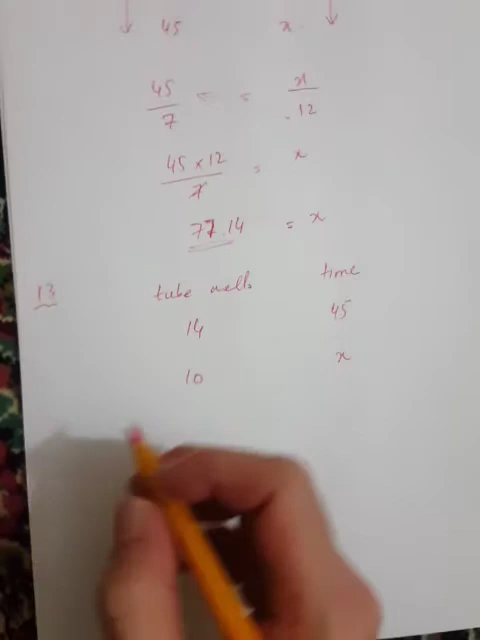 ↓ 45 x ↓
45/7 = = x/.12
45 x 12/7 = x
77.14 = x
13 tube wells time
14 45
10 x